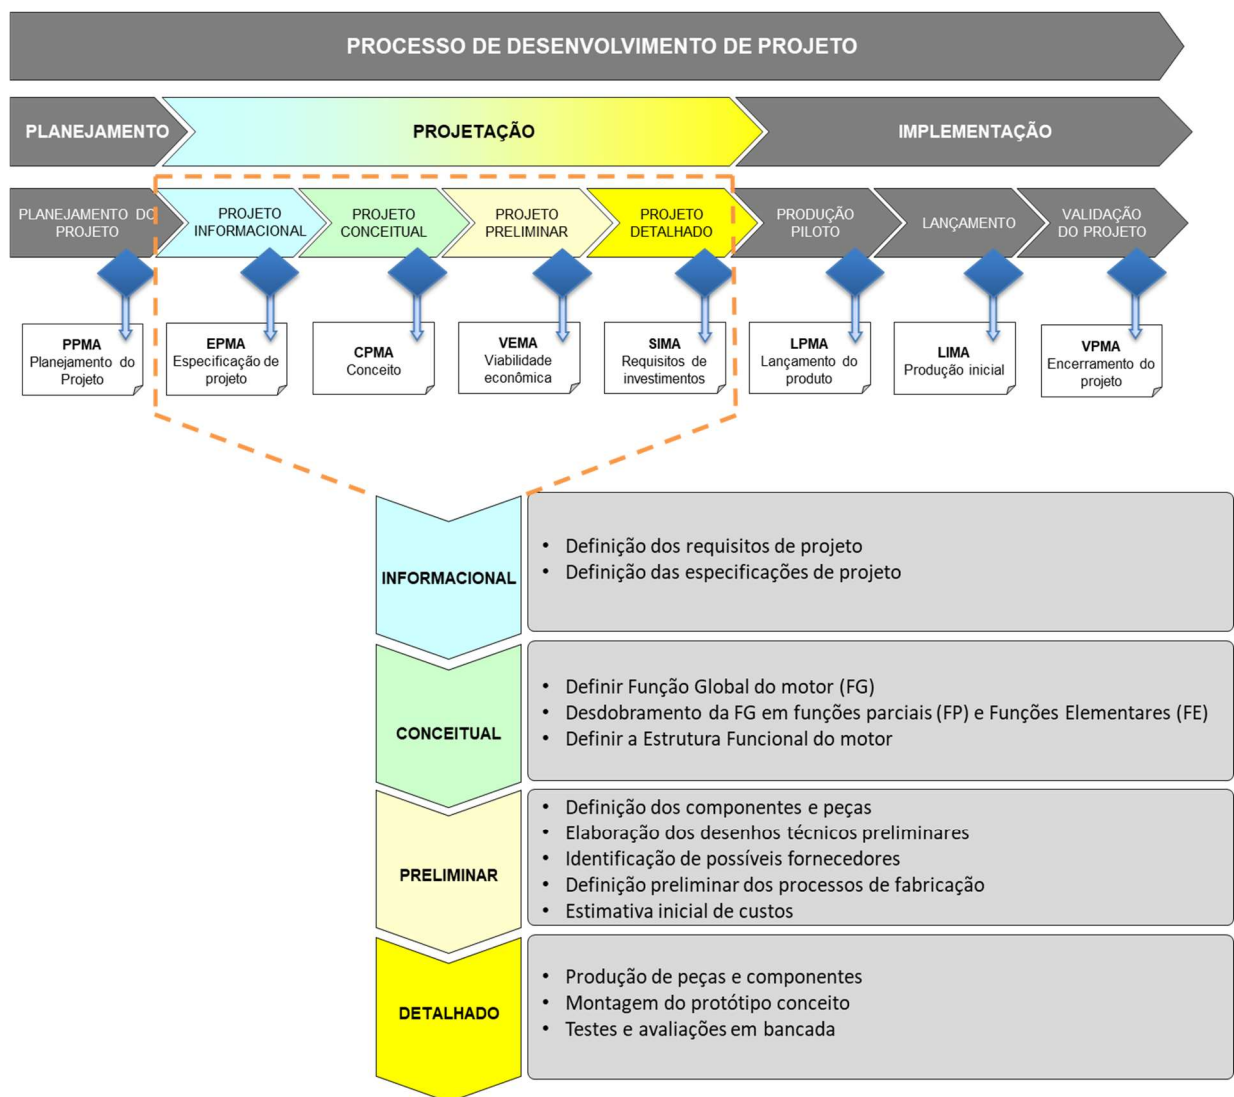 PROCESSO DE DESENVOLVIMENTO DE PROJETO
PLANEJAMENTO
PROJETAÇÃO
IMPLEMENTAÇÃO
PLANEJAMENTO DO
PROJETO
PROJETO
INFORMACIONAL
PROJETO
CONCEITUAL
PROJETO
PRELIMINAR
PROJETO
DETALHADO
PRODUÇÃO
PILOTO
LANÇAMENTO
VALIDAÇÃO
DO PROJETO
PPMA
Planejamento do
Projeto
EPMA
Especificação de
projeto
CPMA
Conceito
VEMA
Viabilidade
econômica
SIMA
Requisitos de
investimentos
LPMA
Lançamento do
produto
LIMA
Produção inicial
VPMA
Encerramento do
projeto
INFORMACIONAL
• Definição dos requisitos de projeto
• Definição das especificações de projeto
CONCEITUAL
• Definir Função Global do motor (FG)
• Desdobramento da FG em funções parciais (FP) e Funções Elementares (FE)
• Definir a Estrutura Funcional do motor
PRELIMINAR
• Definição dos componentes e peças
• Elaboração dos desenhos técnicos preliminares
• Identificação de possíveis fornecedores
• Definição preliminar dos processos de fabricação
• Estimativa inicial de custos
DETALHADO
• Produção de peças e componentes
• Montagem do protótipo conceito
• Testes e avaliações em bancada